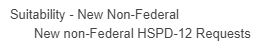 Suitability - New Non-Federal
New non-Federal HSPD-12 Requests